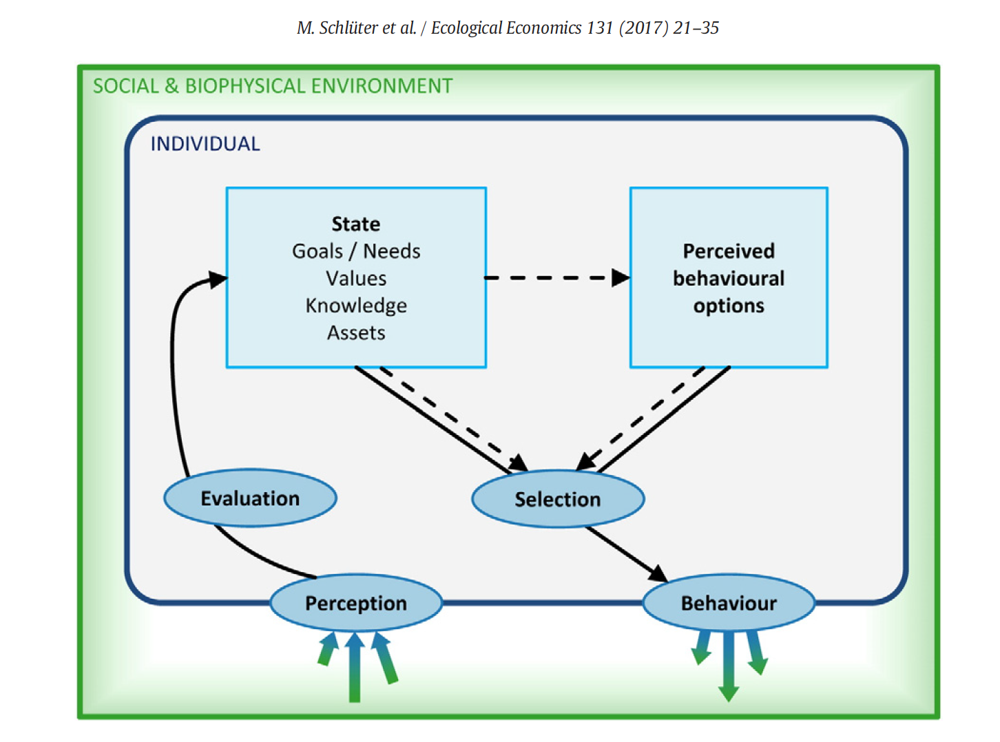 M. Schlüter et al. / Ecological Economics 131 (2017) 21–35
SOCIAL & BIOPHYSICAL ENVIRONMENT
INDIVIDUAL
State
Goals / Needs
Values
Knowledge
Assets
Perceived
behavioural
options
Evaluation
Selection
Perception
Behaviour